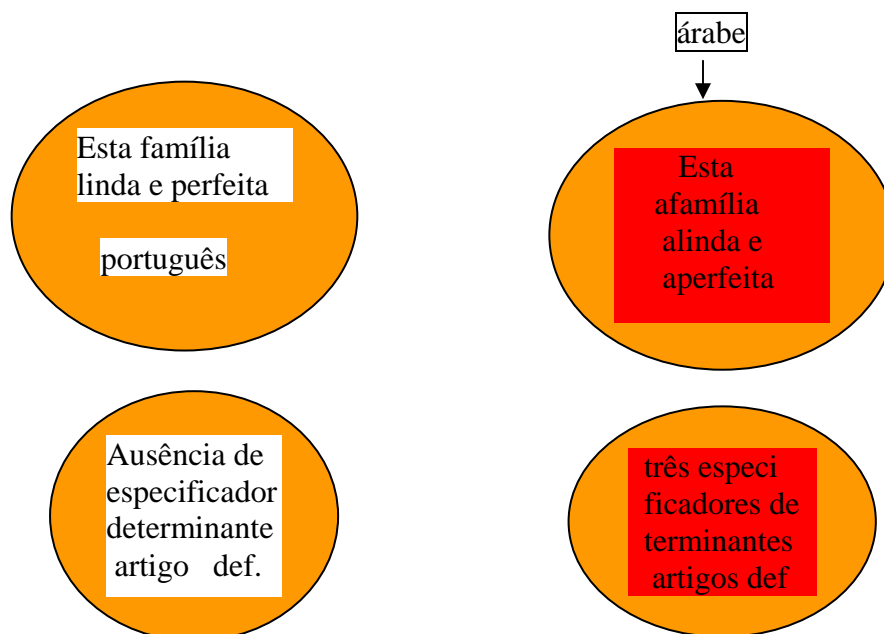 árabe
Esta família
linda e perfeita
português
Esta
afamília
alinda e
aperfeita
Ausência de
especificador
determinante
artigo def.
três especi
ficadores de
terminantes
artigos def